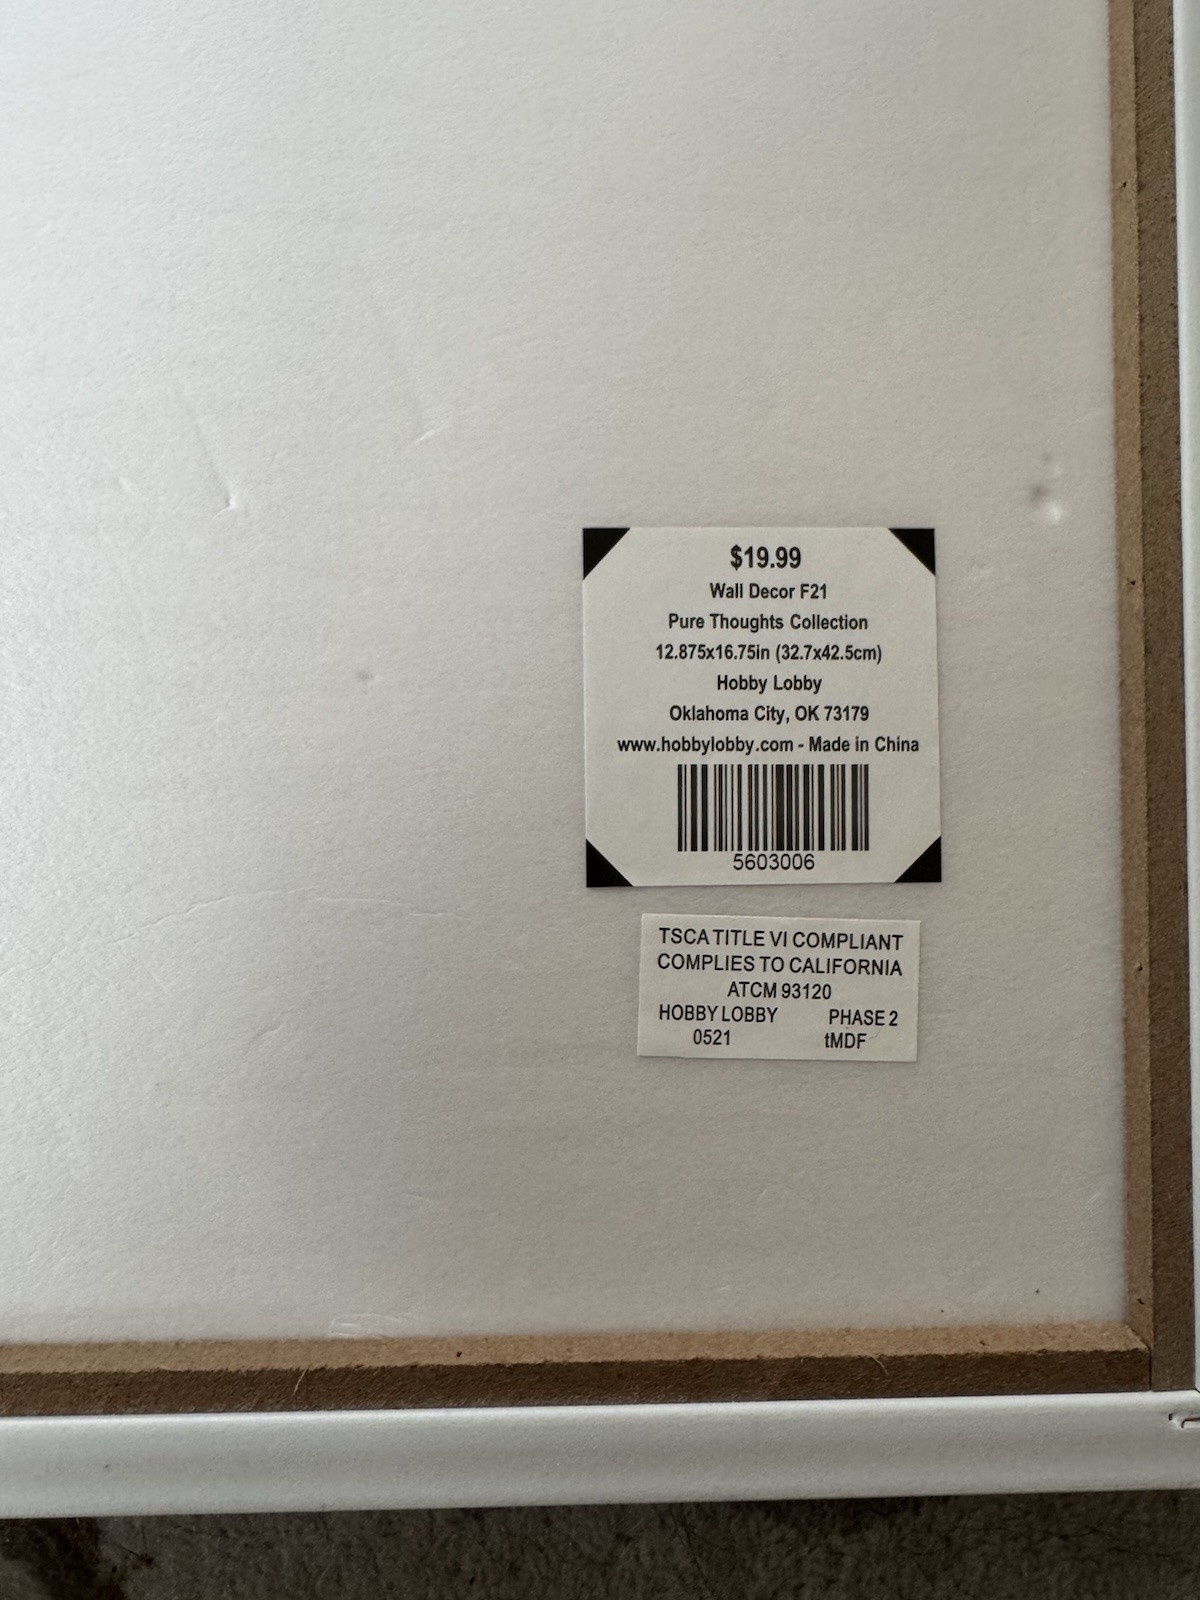 $19.99
Wall Decor F21
Pure Thoughts Collection
12.875x16.75in (32.7x42.5cm)
Hobby Lobby
Oklahoma City, OK 73179
www.hobbylobby.com - Made in China
5603006
TSCA TITLE VI COMPLIANT
COMPLIES TO CALIFORNIA
ATCM 93120
HOBBY LOBBY PHASE 2
0521 tMDF